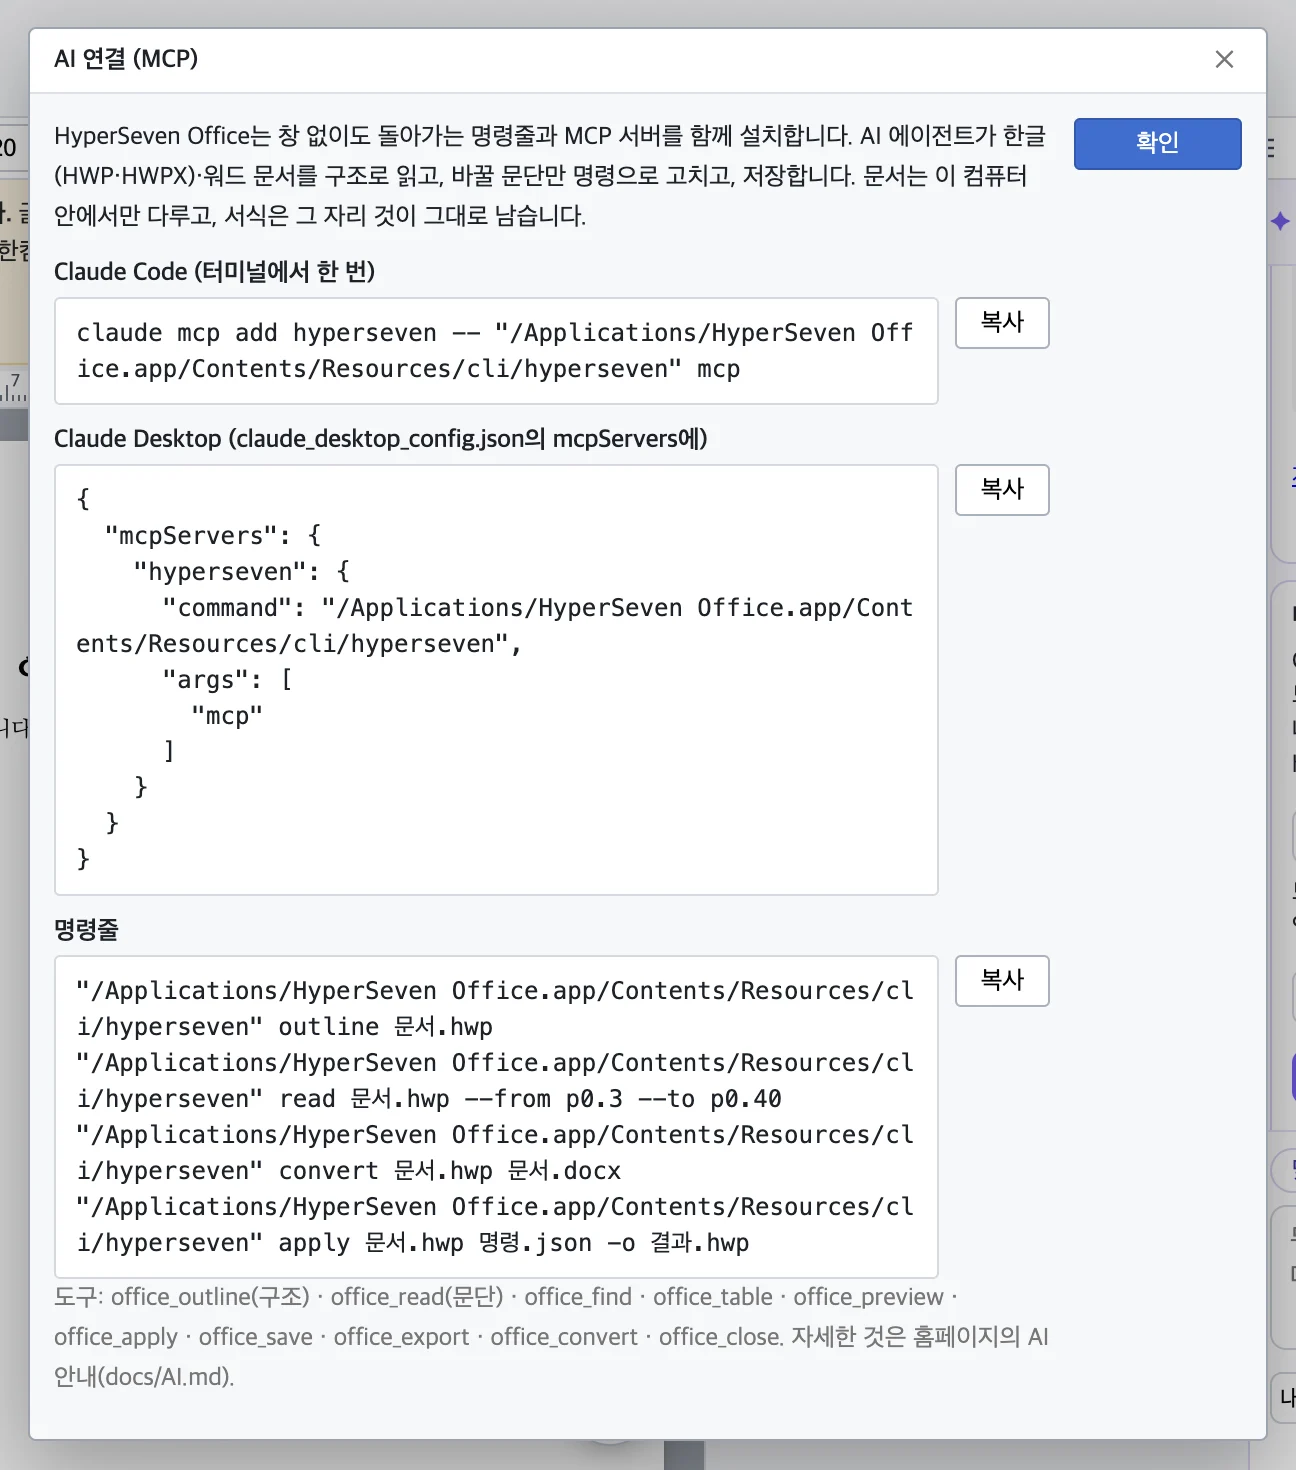 AI 연결 (MCP)
HyperSeven Office는 창 없이도 돌아가는 명령줄과 MCP 서버를 함께 설치합니다. AI 에이전트가 한글
(HWP·HWPX)·워드 문서를 구조로 읽고, 바꿀 문단만 명령으로 고치고, 저장합니다. 문서는 이 컴퓨터
안에서만 다루고, 서식은 그 자리 것이 그대로 남습니다.
확인
Claude Code (터미널에서 한 번)
claude mcp add hyperseven -- "/Applications/HyperSeven Off
ice.app/Contents/Resources/cli/hyperseven" mcp
복사
Claude Desktop (claude_desktop_config.json의 mcpServers에)
{
  "mcpServers": {
    "hyperseven": {
      "command": "/Applications/HyperSeven Office.app/Cont
ents/Resources/cli/hyperseven",
      "args": [
        "mcp"
      ]
    }
  }
}
복사
명령줄
"/Applications/HyperSeven Office.app/Contents/Resources/cl
i/hyperseven" outline 문서.hwp
"/Applications/HyperSeven Office.app/Contents/Resources/cl
i/hyperseven" read 문서.hwp --from p0.3 --to p0.40
"/Applications/HyperSeven Office.app/Contents/Resources/cl
i/hyperseven" convert 문서.hwp 문서.docx
"/Applications/HyperSeven Office.app/Contents/Resources/cl
i/hyperseven" apply 문서.hwp 명령.json -o 결과.hwp
복사
도구: office_outline(구조) · office_read(문단) · office_find · office_table · office_preview ·
office_apply · office_save · office_export · office_convert · office_close. 자세한 것은 홈페이지의 AI
안내(docs/AI.md).
7